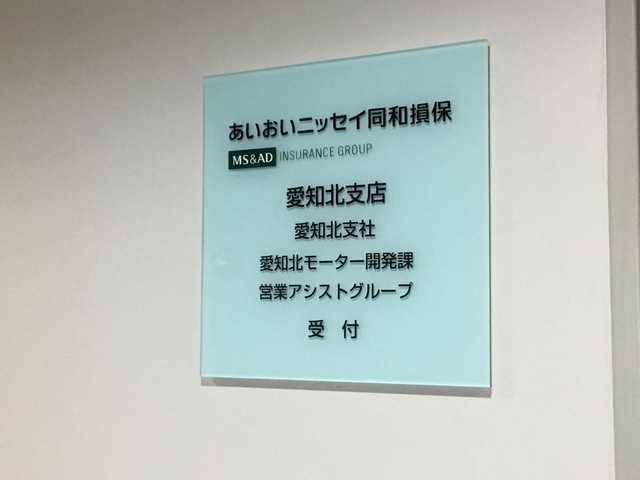 あいおいニッセイ同和損保
MS&AD INSURANCE GROUP
愛知北支店
愛知北支社
愛知北モーター開発課
営業アシストグループ
受 付